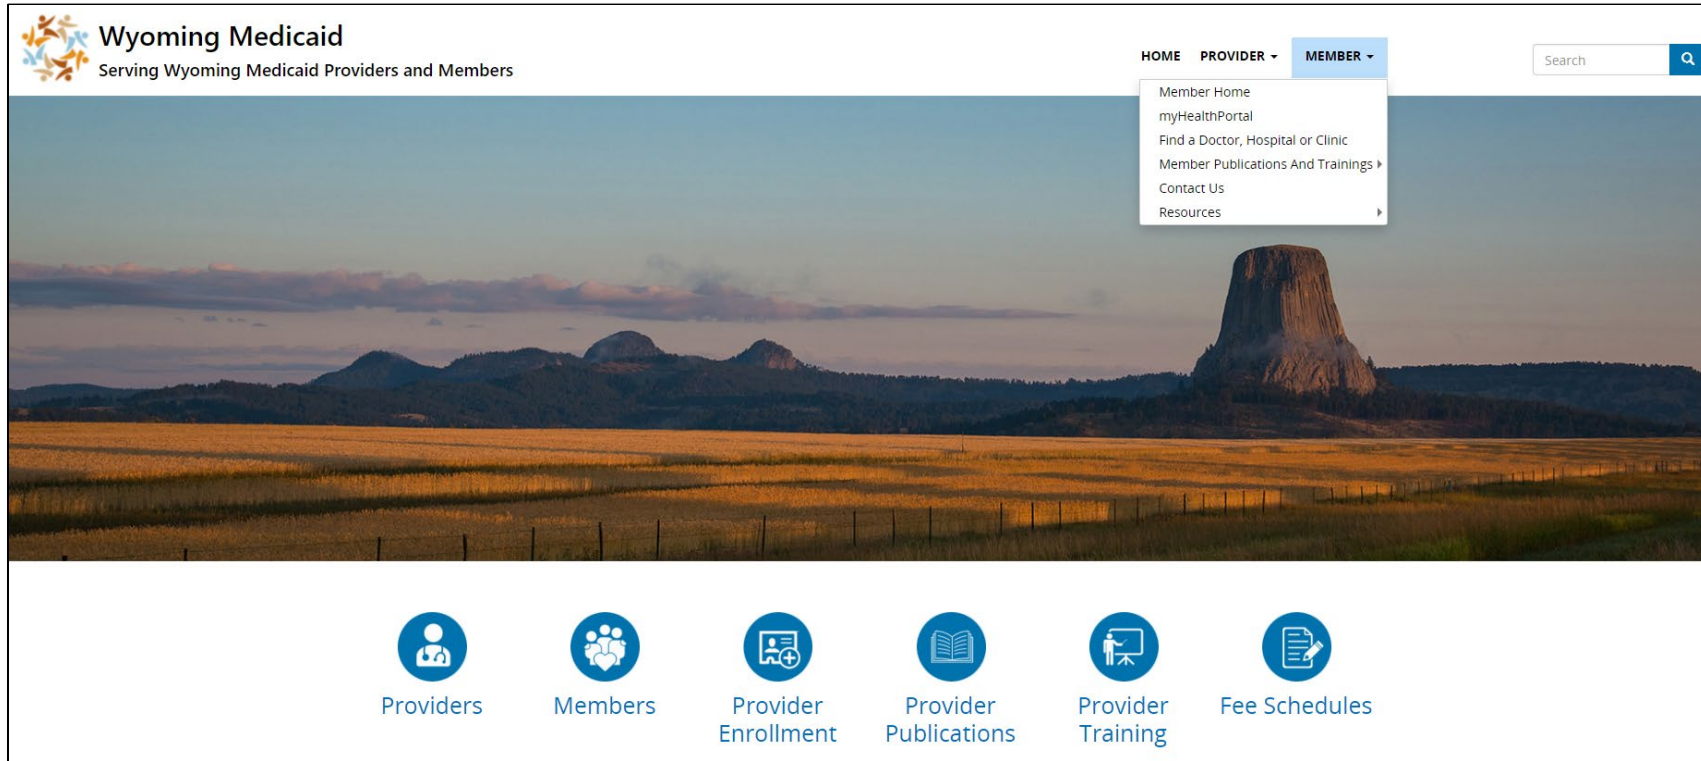 Wyoming Medicaid
Serving Wyoming Medicaid Providers and Members
HOME PROVIDER MEMBER
Search
Member Home
myHealthPortal
Find a Doctor, Hospital or Clinic
Member Publications And Trainings
Contact Us
Resources
Providers
Members
Provider
Enrollment
Provider
Publications
Provider
Training
Fee Schedules